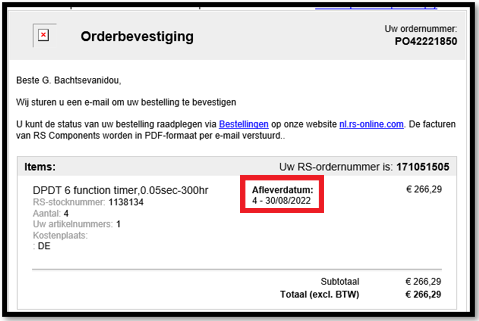 Uw ordernummer:
Orderbevestiging
PO42221850
Beste G. Bachtsevanidou,
Wij sturen u een e-mail om uw bestelling te bevestigen
U kunt de status van uw bestelling raadplegen via Bestellingen op onze website nl.rs-online.com. De facturen
van RS Components worden in PDF-formaat per e-mail verstuurd..
Items: Uw RS-ordernummer is: 171051505
DPDT 6 function timer,0.05sec-300hr Afleverdatum: € 266,29
RS-stocknummer: 1138134 4 - 30/08/2022
Aantal: 4
Uw artikelnummers: 1
Kostenplaats:
: DE
Subtotaal € 266,29
Totaal (excl. BTW) € 266,29